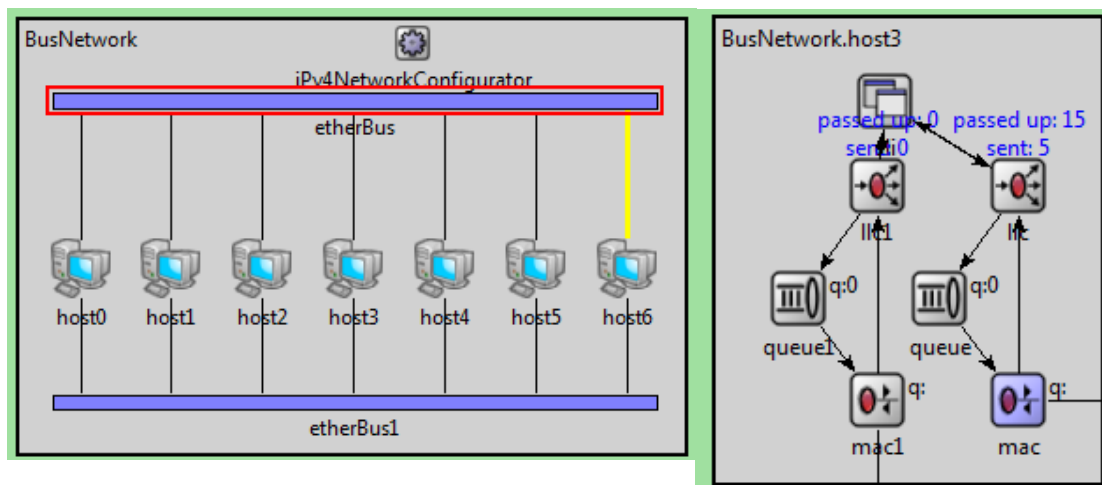 BusNetwork
iPv4NetworkConfigurator
etherBus
host0 host1 host2 host3 host4 host5 host6
etherBus1
BusNetwork.host3
passed up: 0 passed up: 15
sent: 5
llc1 llc
q:0 q:0
queue1 queue
q: q:
mac1 mac